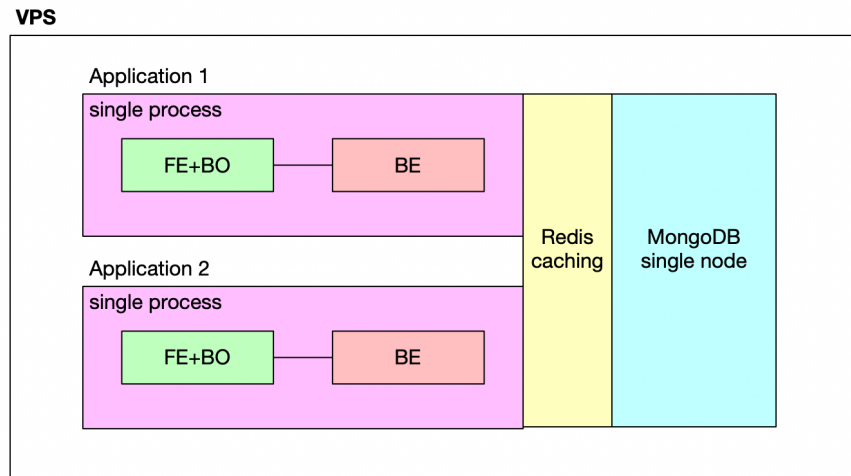 VPS
Application 1
single process
FE+BO
BE
Application 2
single process
FE+BO
BE
Redis
caching
MongoDB
single node